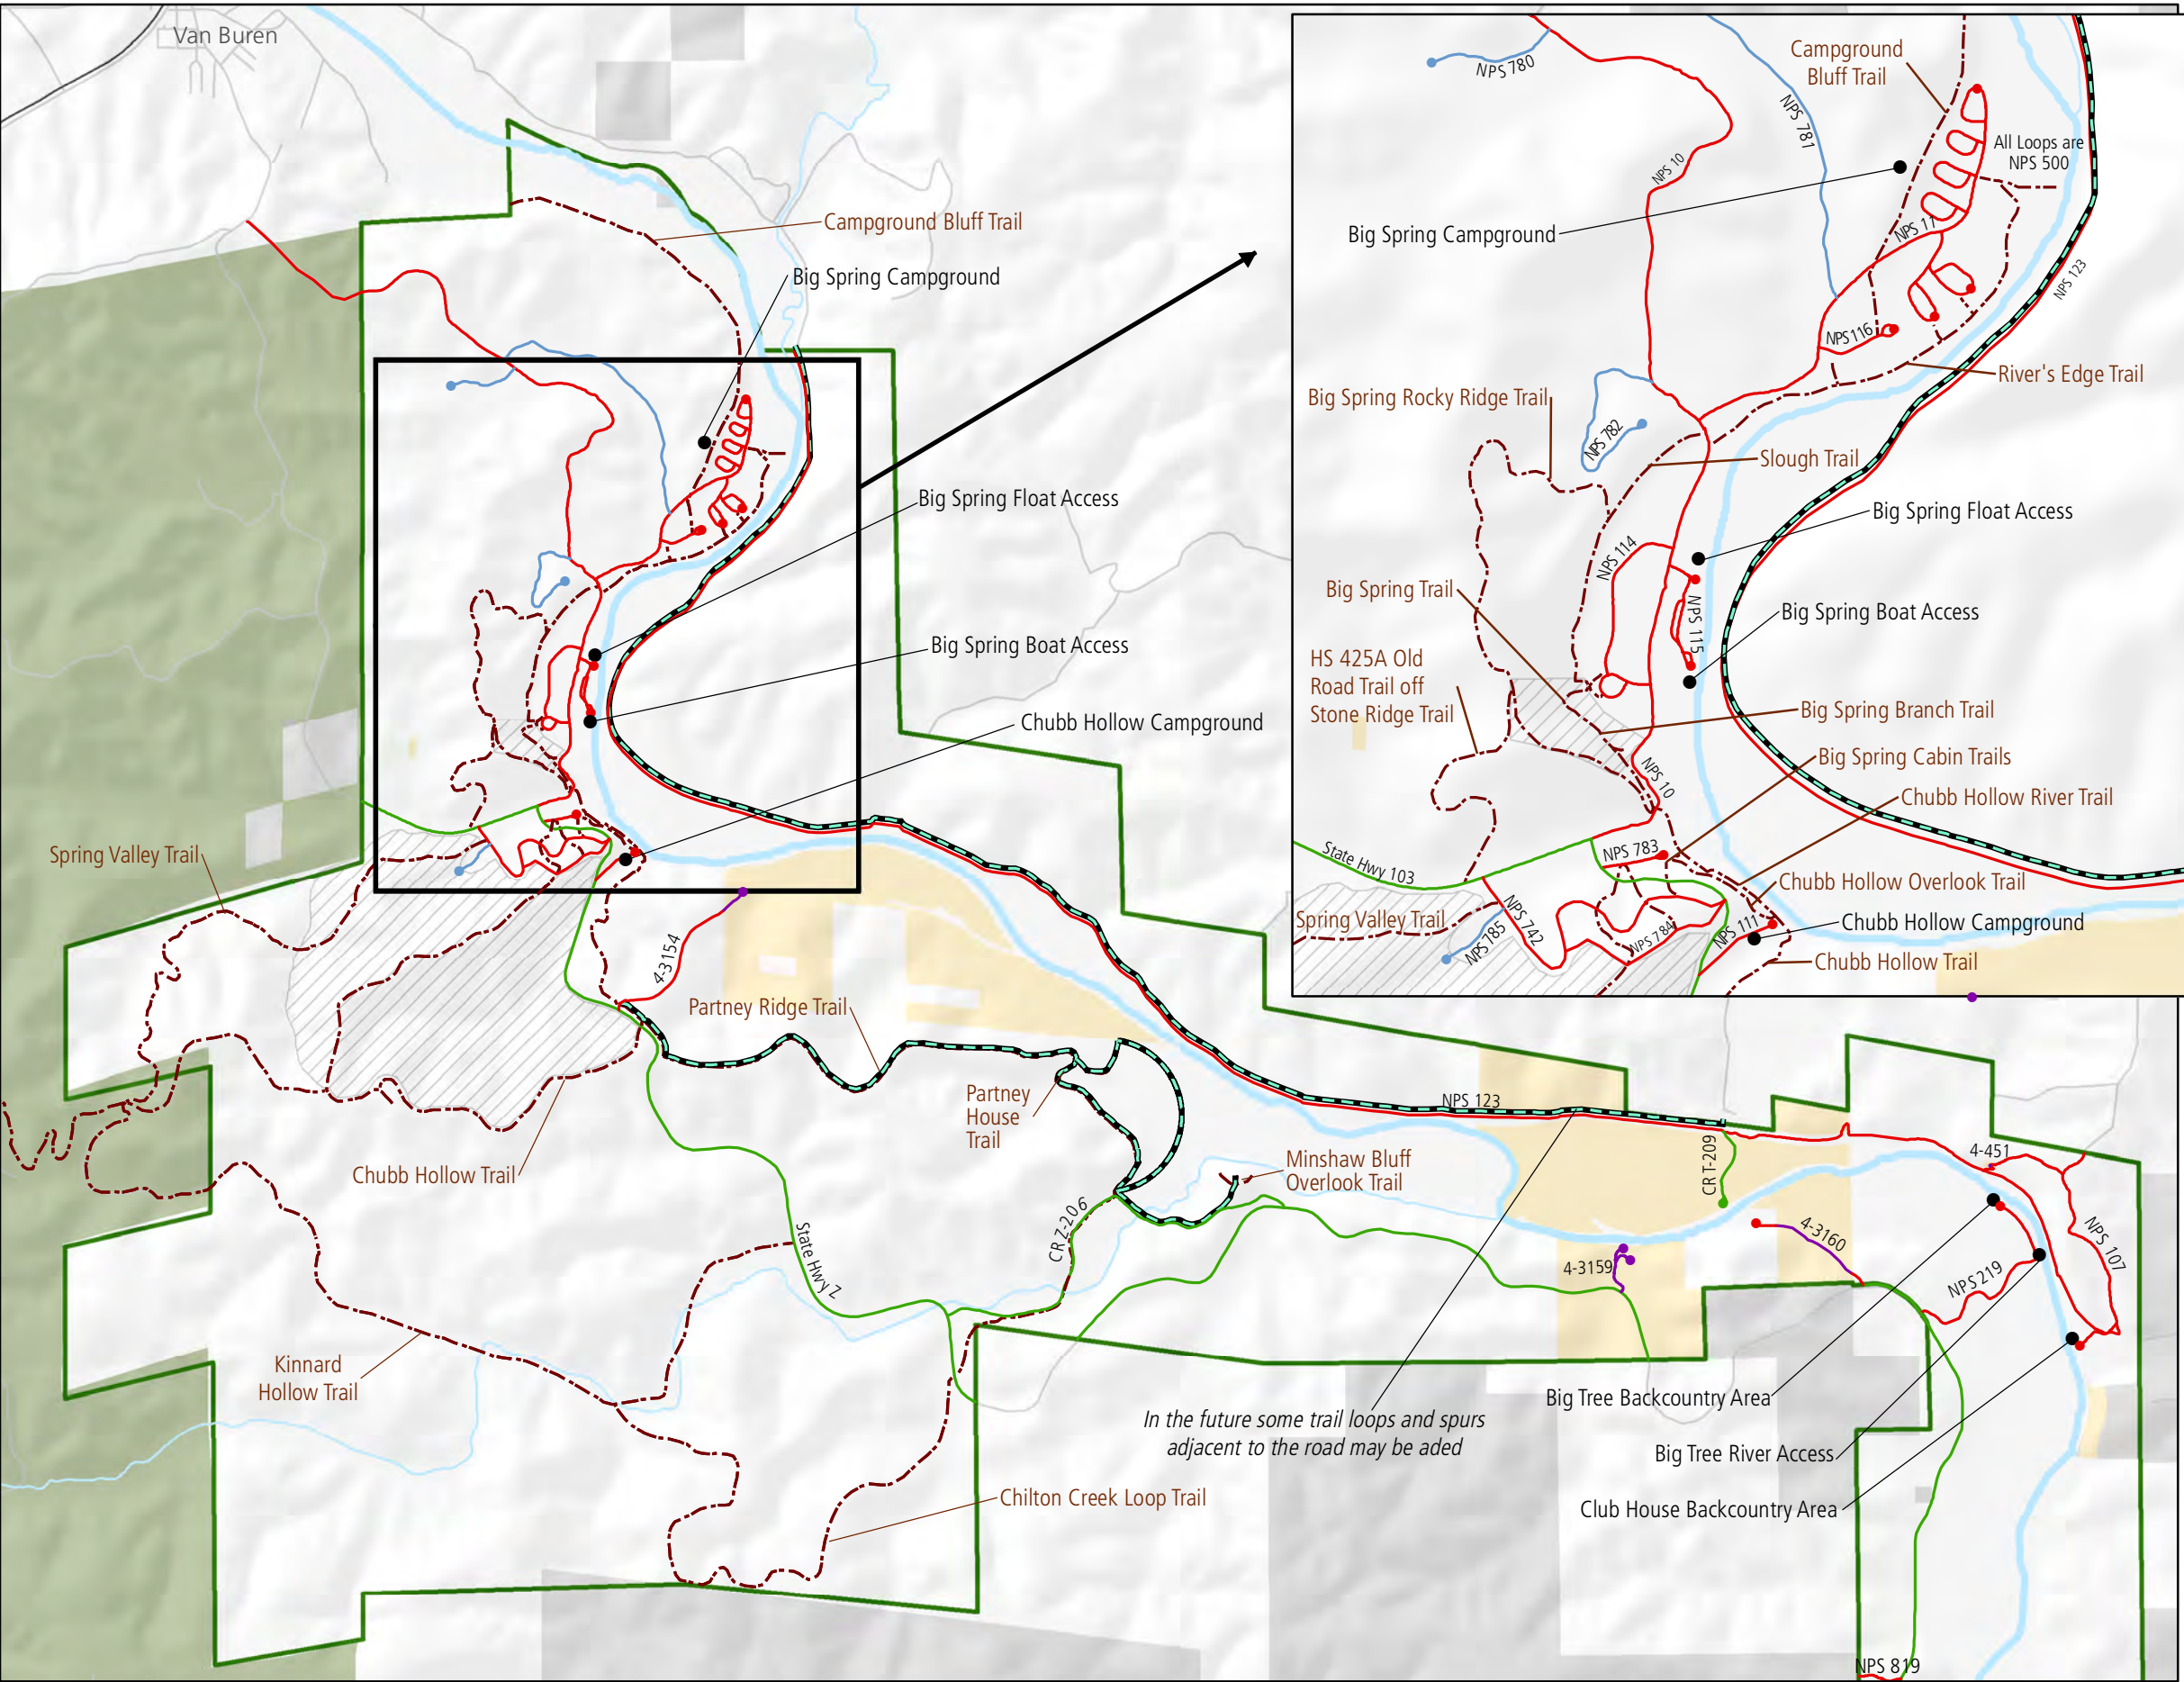 Van Buren
Campground Bluff Trail
Big Spring Campground
Big Spring Float Access
Big Spring Boat Access
Chubb Hollow Campground
Spring Valley Trail
4-3154
Partney Ridge Trail
Partney
House
Trail
Chubb Hollow Trail
Minshaw Bluff
Overlook Trail
CR Z-206
State Hwy Z
Kinnard
Hollow Trail
Chilton Creek Loop Trail
In the future some trail loops and spurs
adjacent to the road may be aded
NPS 123
CR T-209
4-451
4-3160
4-3159
NPS 107
NPS 219
Big Tree Backcountry Area
Big Tree River Access
Club House Backcountry Area
NPS 819
NPS 780
NPS 781
Campground
Bluff Trail
All Loops are
NPS 500
NPS 10
Big Spring Campground
NPS 11
NPS 123
NPS116
River's Edge Trail
Big Spring Rocky Ridge Trail
NPS 782
Slough Trail
Big Spring Float Access
NPS 114
Big Spring Trail
NPS 115
Big Spring Boat Access
HS 425A Old
Road Trail off
Stone Ridge Trail
Big Spring Branch Trail
NPS 10
Big Spring Cabin Trails
Chubb Hollow River Trail
State Hwy 103
NPS 783
Chubb Hollow Overlook Trail
Spring Valley Trail
NPS 742
NPS 785
NPS 784
NPS 111
Chubb Hollow Campground
Chubb Hollow Trail